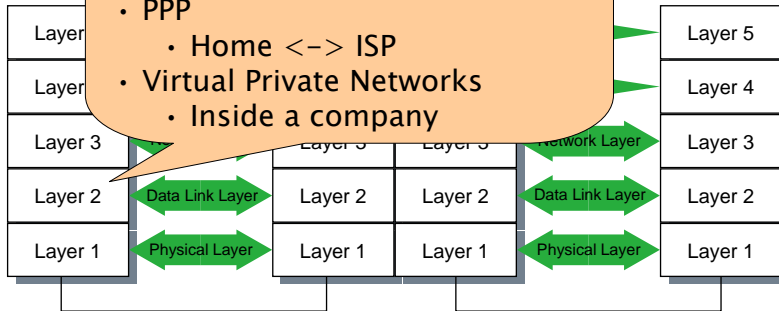 • PPP
• Home <-> ISP
• Virtual Private Networks
• Inside a company
Layer
Layer 5
Layer
Layer 4
Layer 3
Layer 3
Layer 3
Network Layer
Layer 3
Layer 2
Data Link Layer
Layer 2
Layer 2
Data Link Layer
Layer 2
Layer 1
Physical Layer
Layer 1
Layer 1
Physical Layer
Layer 1